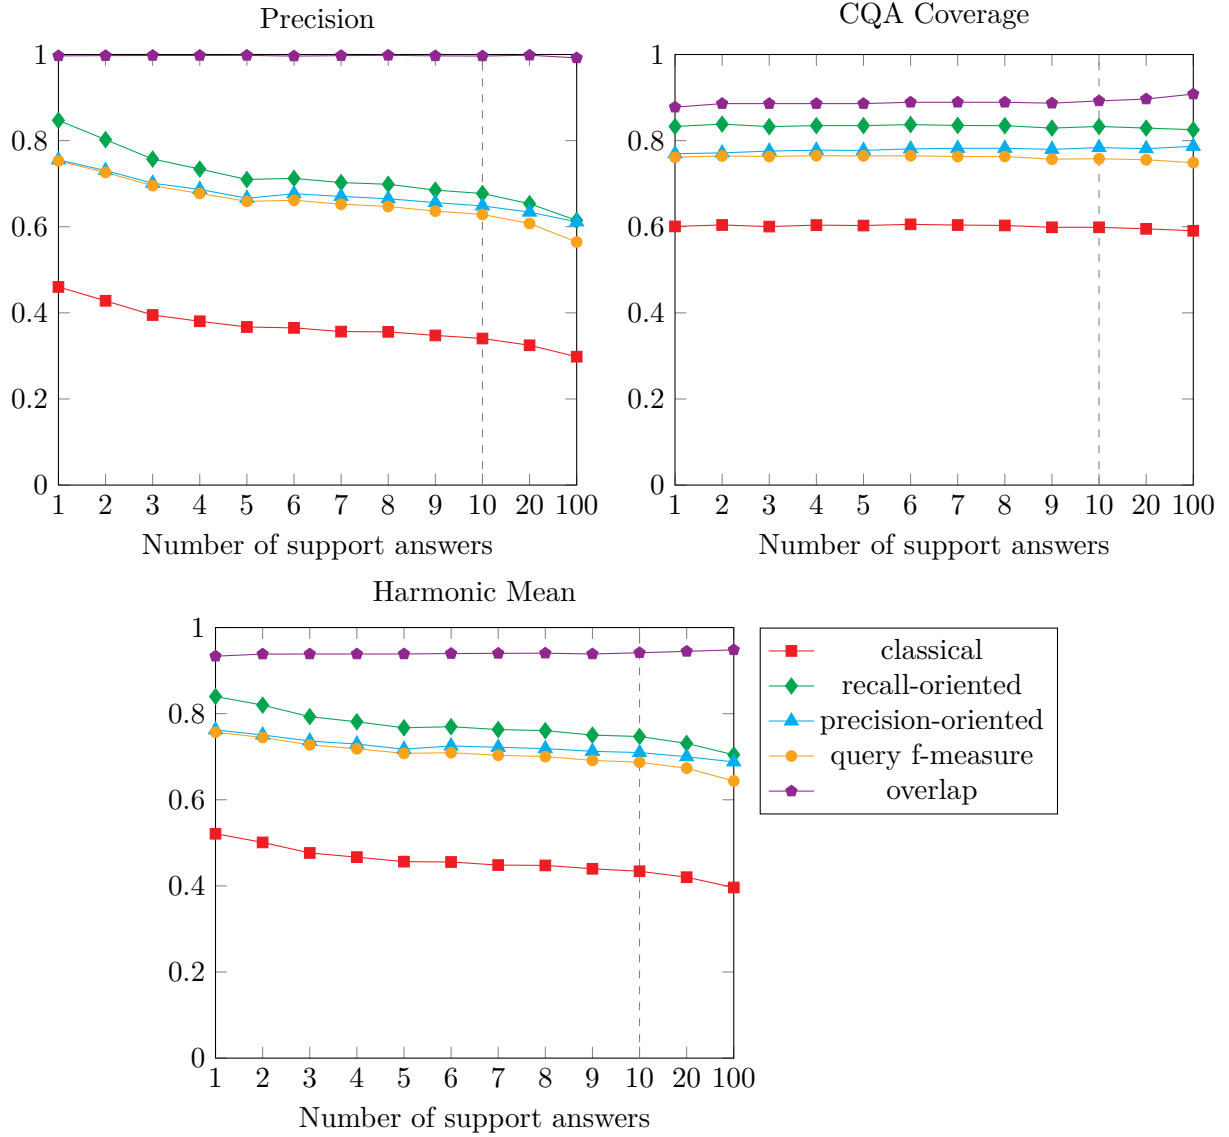 Precision
1
0.8
0.6
0.4
0.2
0
1 2 3 4 5 6 7 8 9 10 20 100
Number of support answers
CQA Coverage
1
0.8
0.6
0.4
0.2
0
1 2 3 4 5 6 7 8 9 10 20 100
Number of support answers
Harmonic Mean
1
0.8
0.6
0.4
0.2
0
1 2 3 4 5 6 7 8 9 10 20 100
Number of support answers
classical
recall-oriented
precision-oriented
query f-measure
overlap